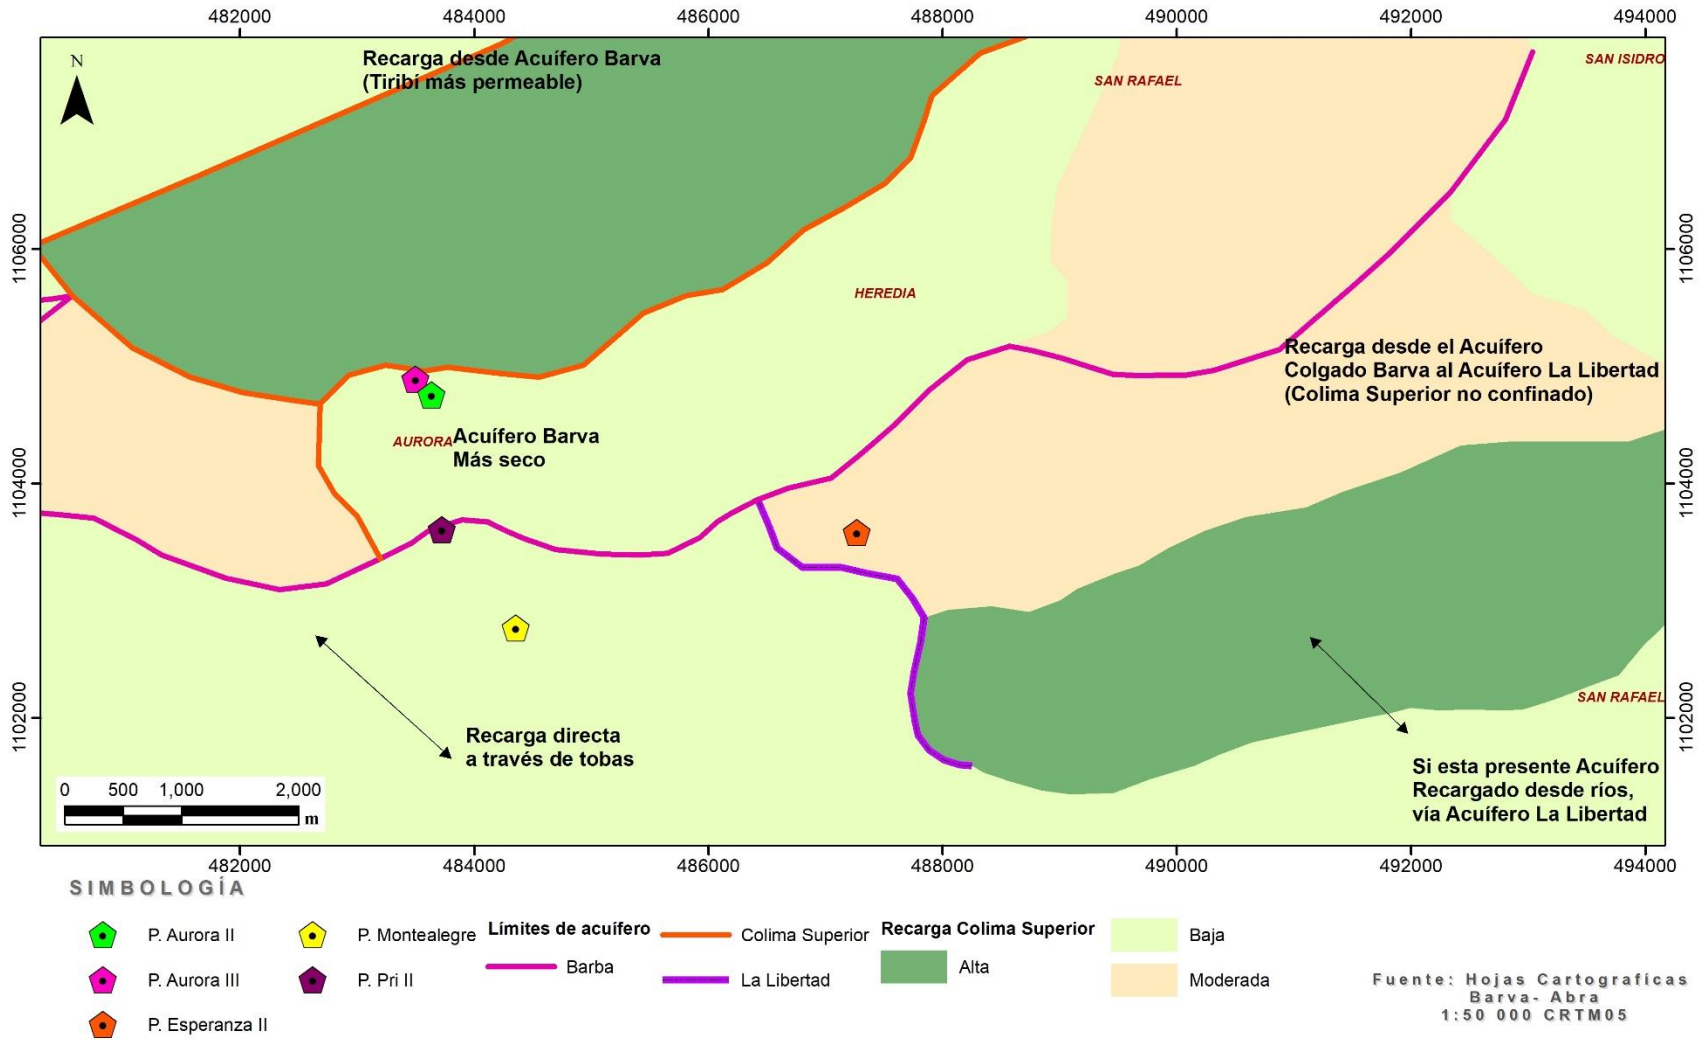 482000 484000 486000 488000 490000 492000 494000
N
Recarga desde Acuífero Barva
(Tiribí más permeable)
SAN RAFAEL
SAN ISIDRO
1106000
1106000
HEREDIA
Recarga desde el Acuífero
Colgado Barva al Acuífero La Libertad
(Colima Superior no confinado)
AURORA
Acuífero Barva
Más seco
1104000
1104000
SAN RAFAEL
1102000
1102000
Recarga directa
a través de tobas
Si esta presente Acuífero
Recargado desde ríos,
vía Acuífero La Libertad
0 500 1,000 2,000
m
482000 484000 486000 488000 490000 492000 494000
SIMBOLOGÍA
P. Aurora II
P. Aurora III
P. Esperanza II
P. Montealegre
P. Pri II
Límites de acuífero
Barba
Colima Superior
La Libertad
Recarga Colima Superior
Alta
Baja
Moderada
Fuente: Hojas Cartografícas
Barva- Abra
1:50 000 CRTM05